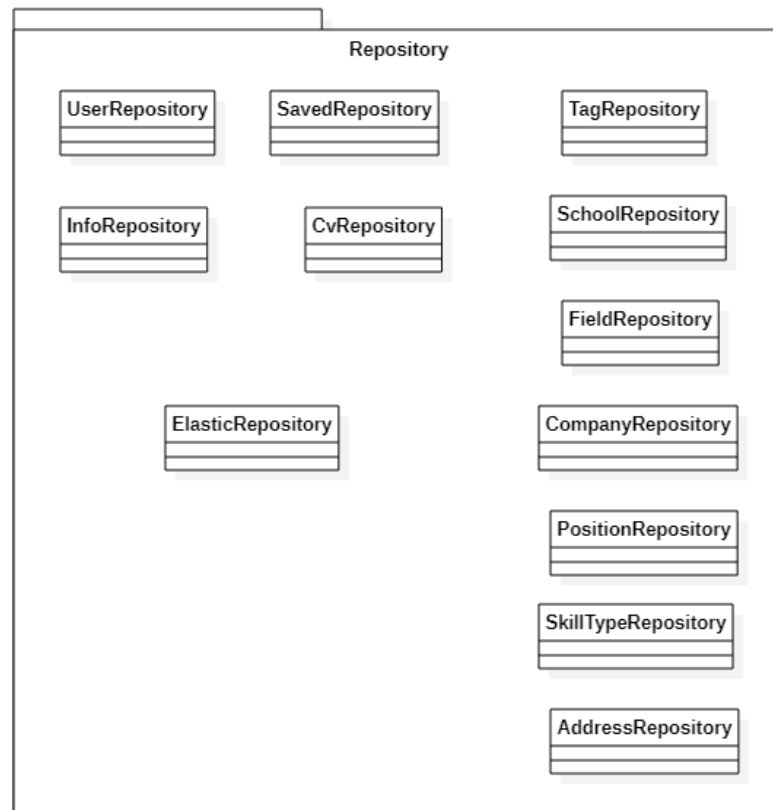 Repository
UserRepository
SavedRepository
TagRepository
InfoRepository
CvRepository
SchoolRepository
FieldRepository
ElasticRepository
CompanyRepository
PositionRepository
SkillTypeRepository
AddressRepository